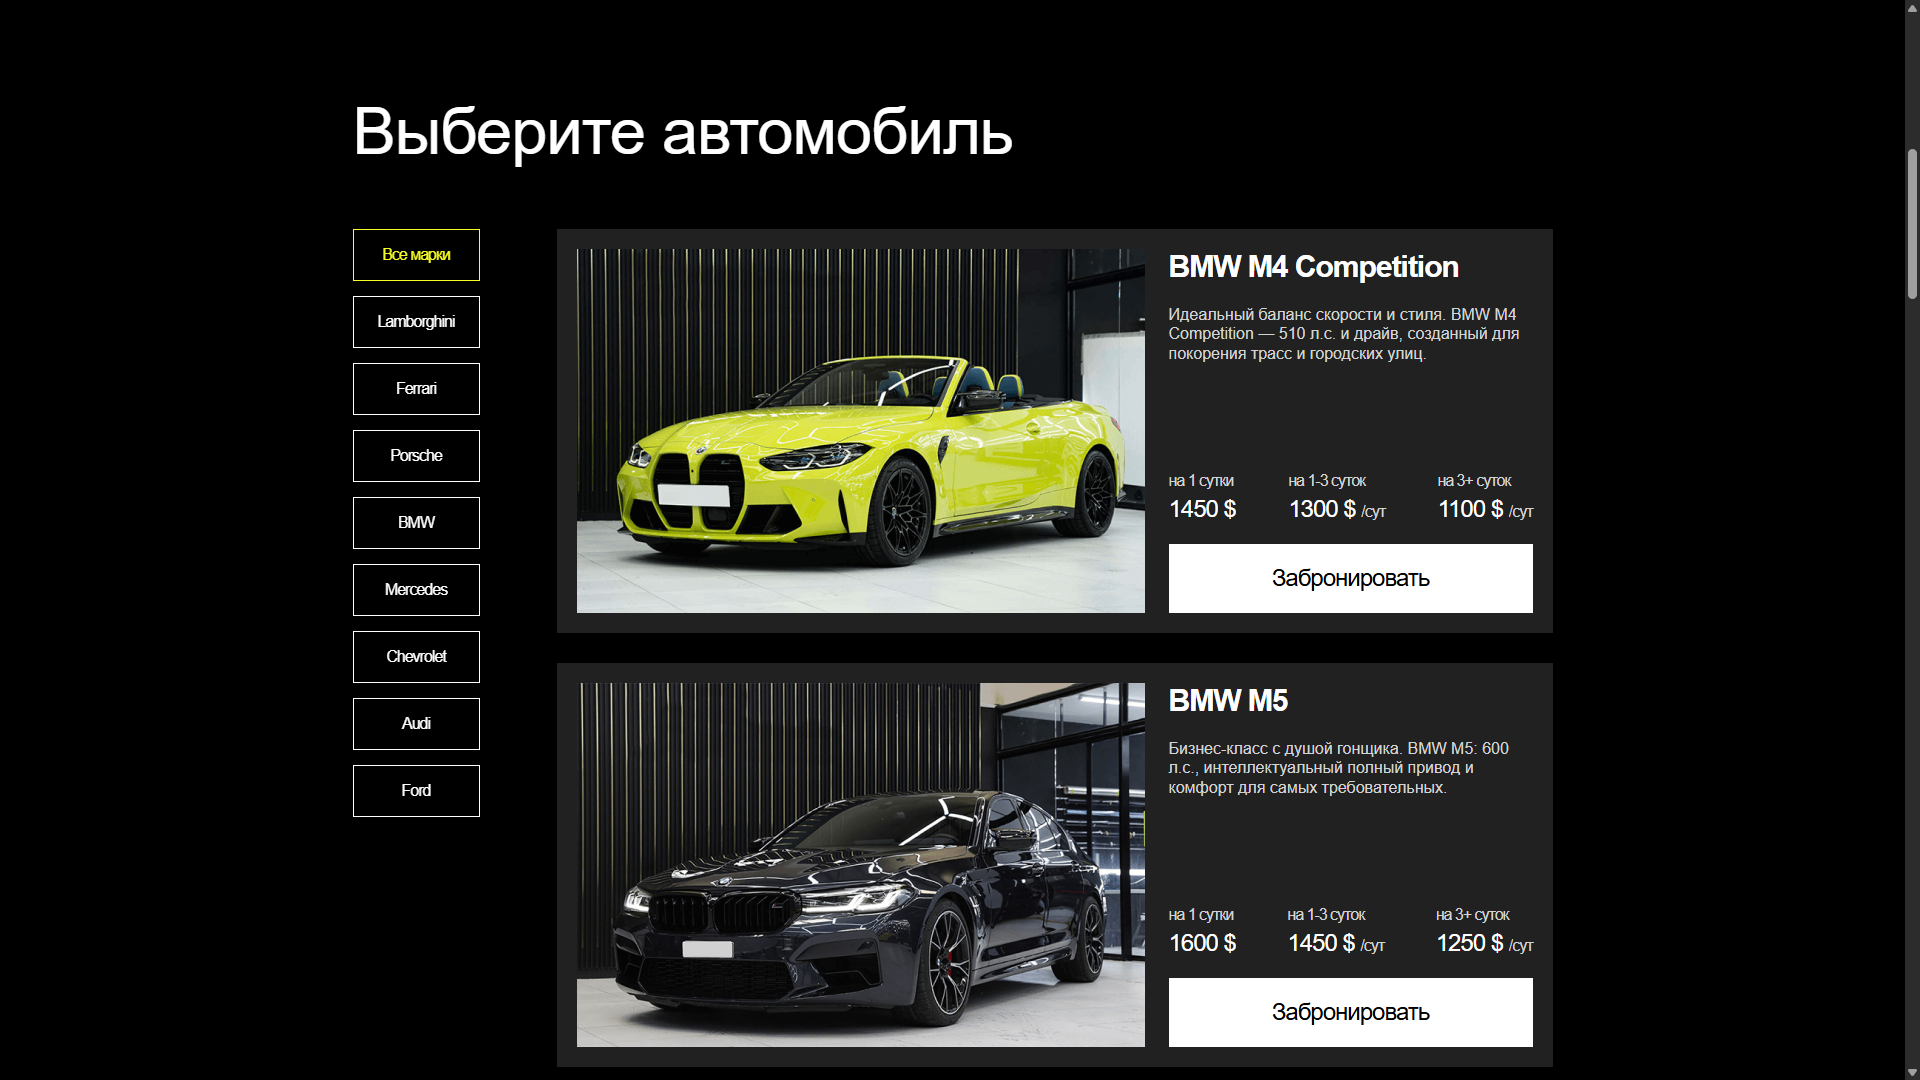 Выберите автомобиль
Все марки
Lamborghini
Ferrari
Porsche
BMW
Mercedes
Chevrolet
Audi
Ford
BMW M4 Competition
Идеальный баланс скорости и стиля. BMW M4
Competition — 510 л.с. и драйв, созданный для
покорения трасс и городских улиц.
на 1 сутки на 1-3 суток на 3+ суток
1450 $ 1300 $ /сут 1100 $ /сут
Забронировать
BMW M5
Бизнес-класс с душой гонщика. BMW M5: 600
л.с., интеллектуальный полный привод и
комфорт для самых требовательных.
на 1 сутки на 1-3 суток на 3+ суток
1600 $ 1450 $ /сут 1250 $ /сут
Забронировать